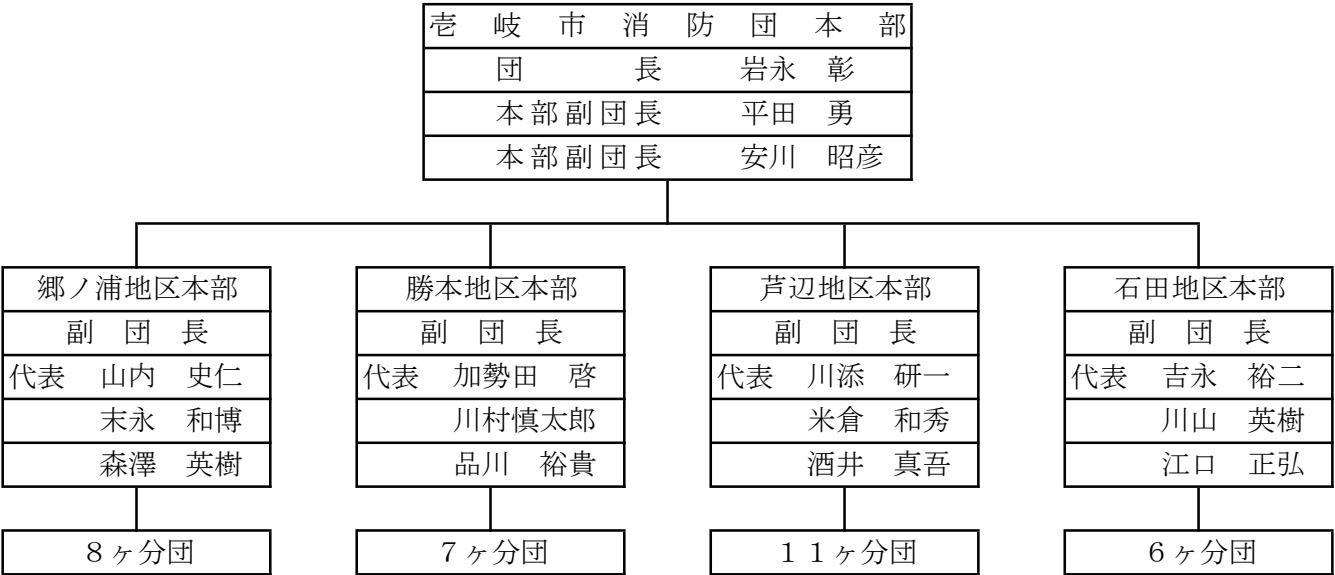 壱岐市消防団本部
団長 岩永 彰
本部副団長 平田 勇
本部副団長 安川 昭彦
郷ノ浦地区本部
副団長
代表 山内 史仁
末永 和博
森澤 英樹
8ヶ分団
勝本地区本部
副団長
代表 加勢田 啓
川村慎太郎
品川 裕貴
7ヶ分団
芦辺地区本部
副団長
代表 川添 研一
米倉 和秀
酒井 真吾
11ヶ分団
石田地区本部
副団長
代表 吉永 裕二
川山 英樹
江口 正弘
6ヶ分団